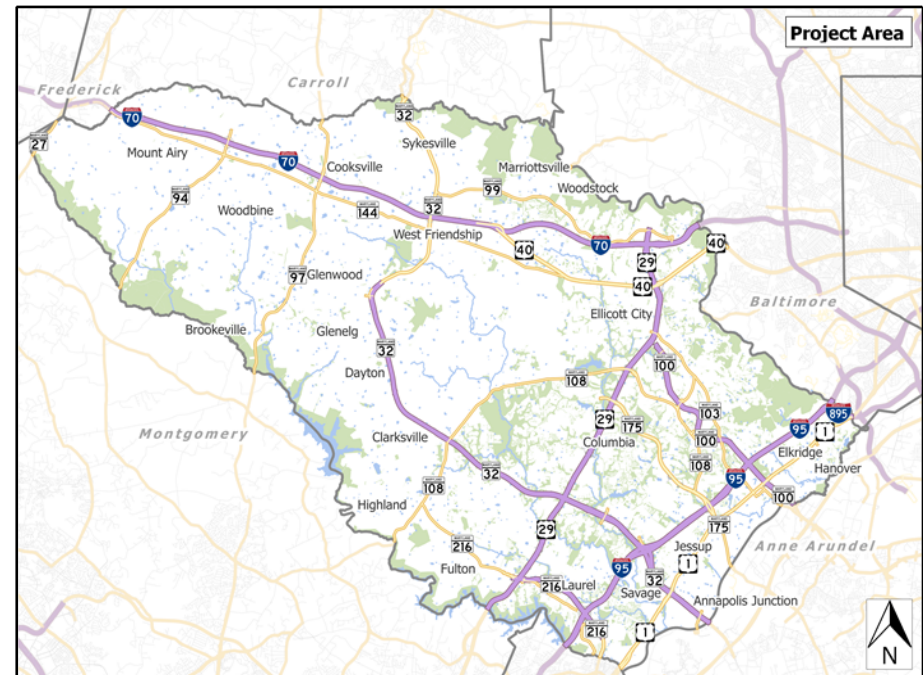 Project Area
Frederick
Carroll
70
MARYLAND
32
27
Mount Airy
70
Cooksville
Sykesville
Marriottsville
99
Woodstock
94
Woodbine
144
32
West Friendship
40
70
40
29
97
Glenwood
40
Baltimore
Ellicott City
Brookeville
Glenelg
32
Dayton
100
108
895
Montgomery
29
175
103
95
1
Clarksville
Columbia
100
Elkridge
108
Hanover
32
95
108
100
Highland
175
29
Jessup
Anne Arundel
216
Fulton
95
1
216
Laurel
32
Savage
Annapolis Junction
216
1
N